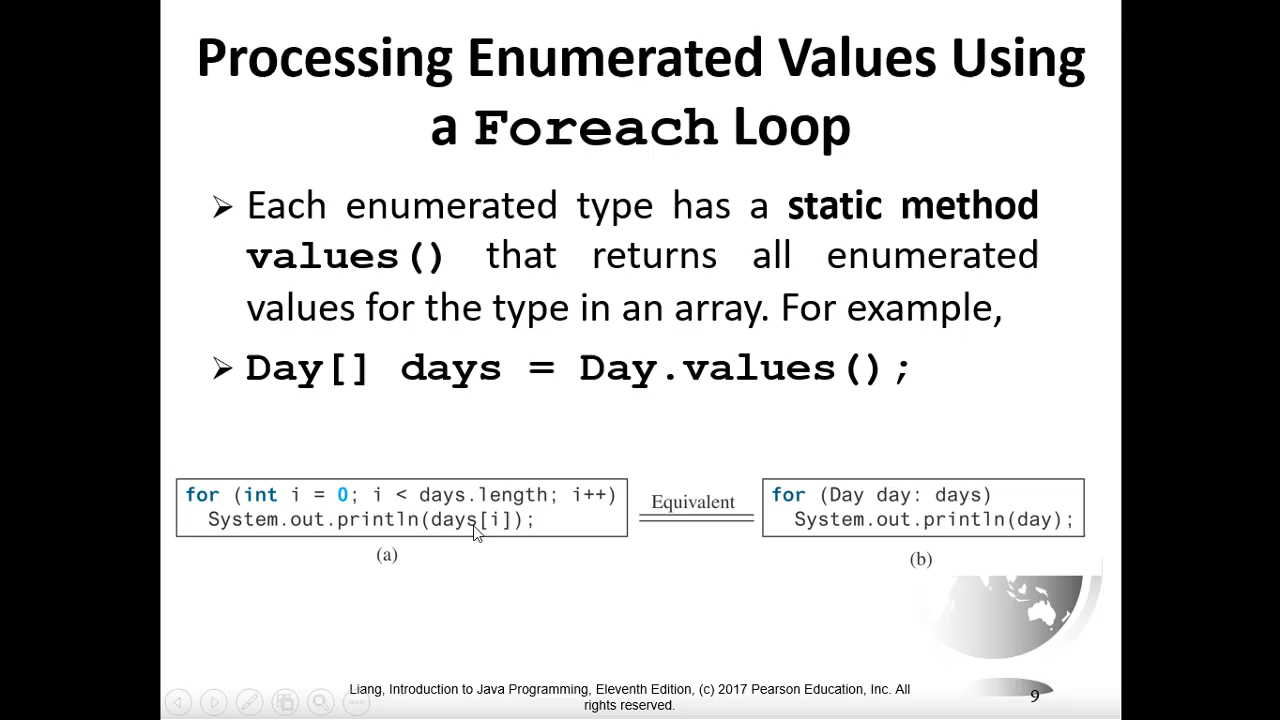 Processing Enumerated Values Using
a Foreach Loop
➢ Each enumerated type has a static method
values() that returns all enumerated
values for the type in an array. For example,
➢ Day[] days = Day.values();
for (int i = 0; i < days.length; i++)
System.out.println(days[i]);
(a)
Equivalent
for (Day day: days)
System.out.println(day);
(b)
Liang, Introduction to Java Programming, Eleventh Edition, (c) 2017 Pearson Education, Inc. All
rights reserved.
9